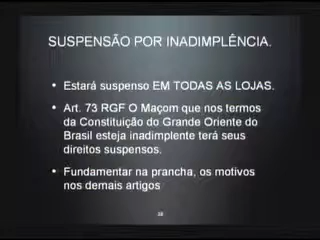 SUSPENSÃO POR INADIMPLÊNCIA.
• Estará suspenso EM TODAS AS LOJAS.
• Art. 73 RGF O Maçom que nos termos
da Constituição do Grande Oriente do
Brasil esteja inadimplente terá seus
direitos suspensos.
• Fundamentar na prancha, os motivos
nos demais artigos